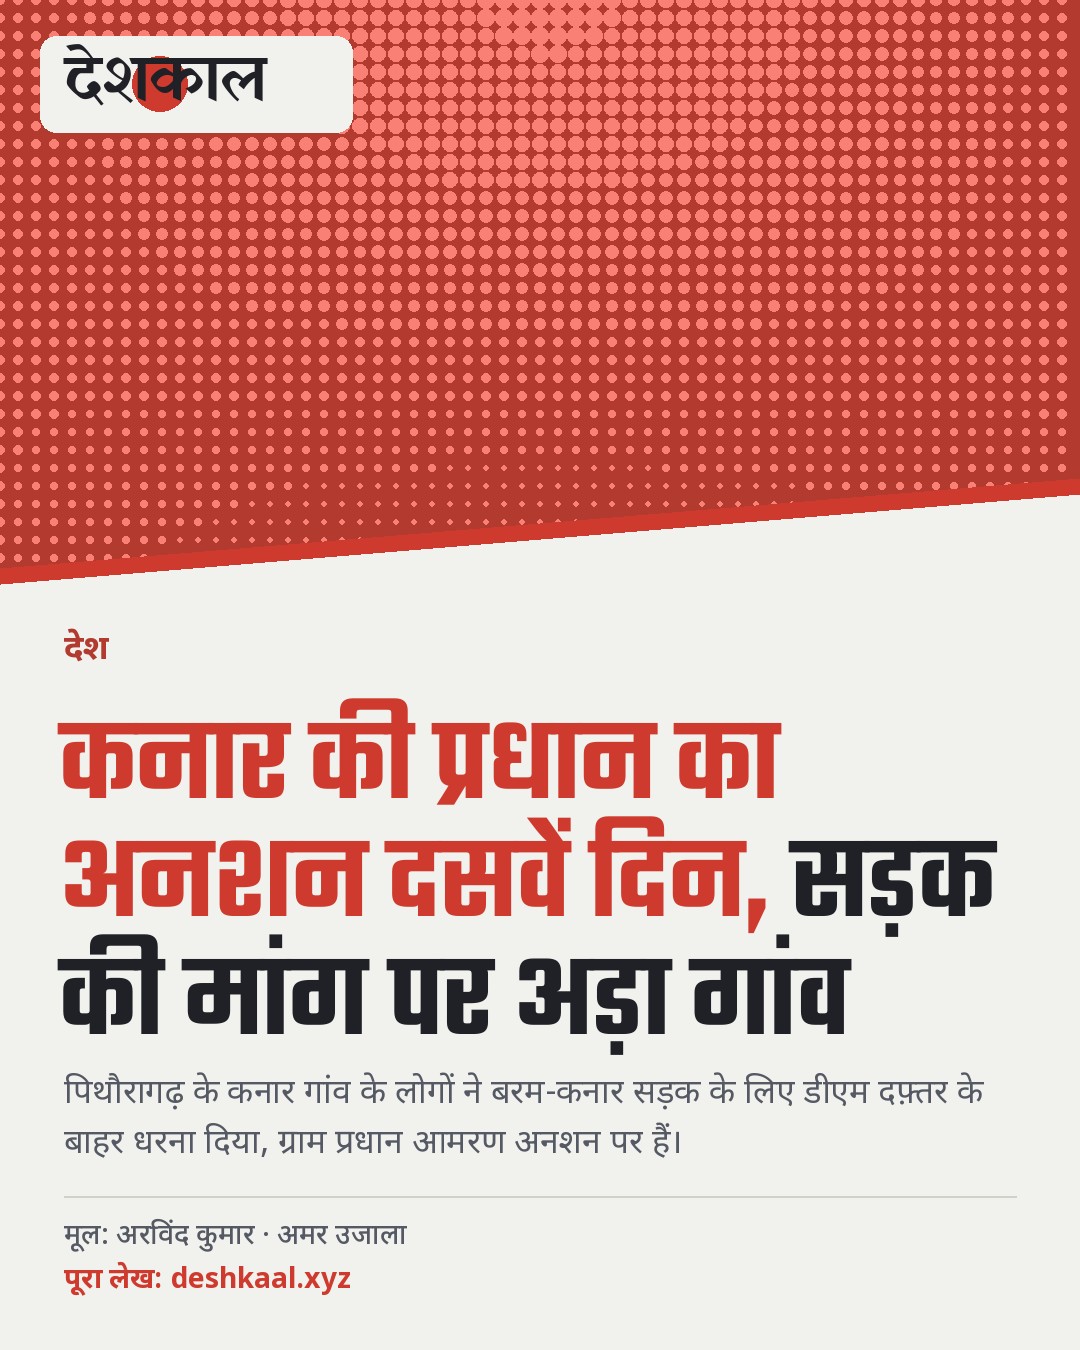 देशकाल
देश
कनार की प्रधान का
अनशन दसवें दिन, सड़क
की मांग पर अड़ा गांव
पिथौरागढ़ के कनार गांव के लोगों ने बरम-कनार सड़क के लिए डीएम दफ़्तर के
बाहर धरना दिया, ग्राम प्रधान आमरण अनशन पर हैं।
मूल: अरविंद कुमार · अमर उजाला
पूरा लेख: deshkaal.xyz